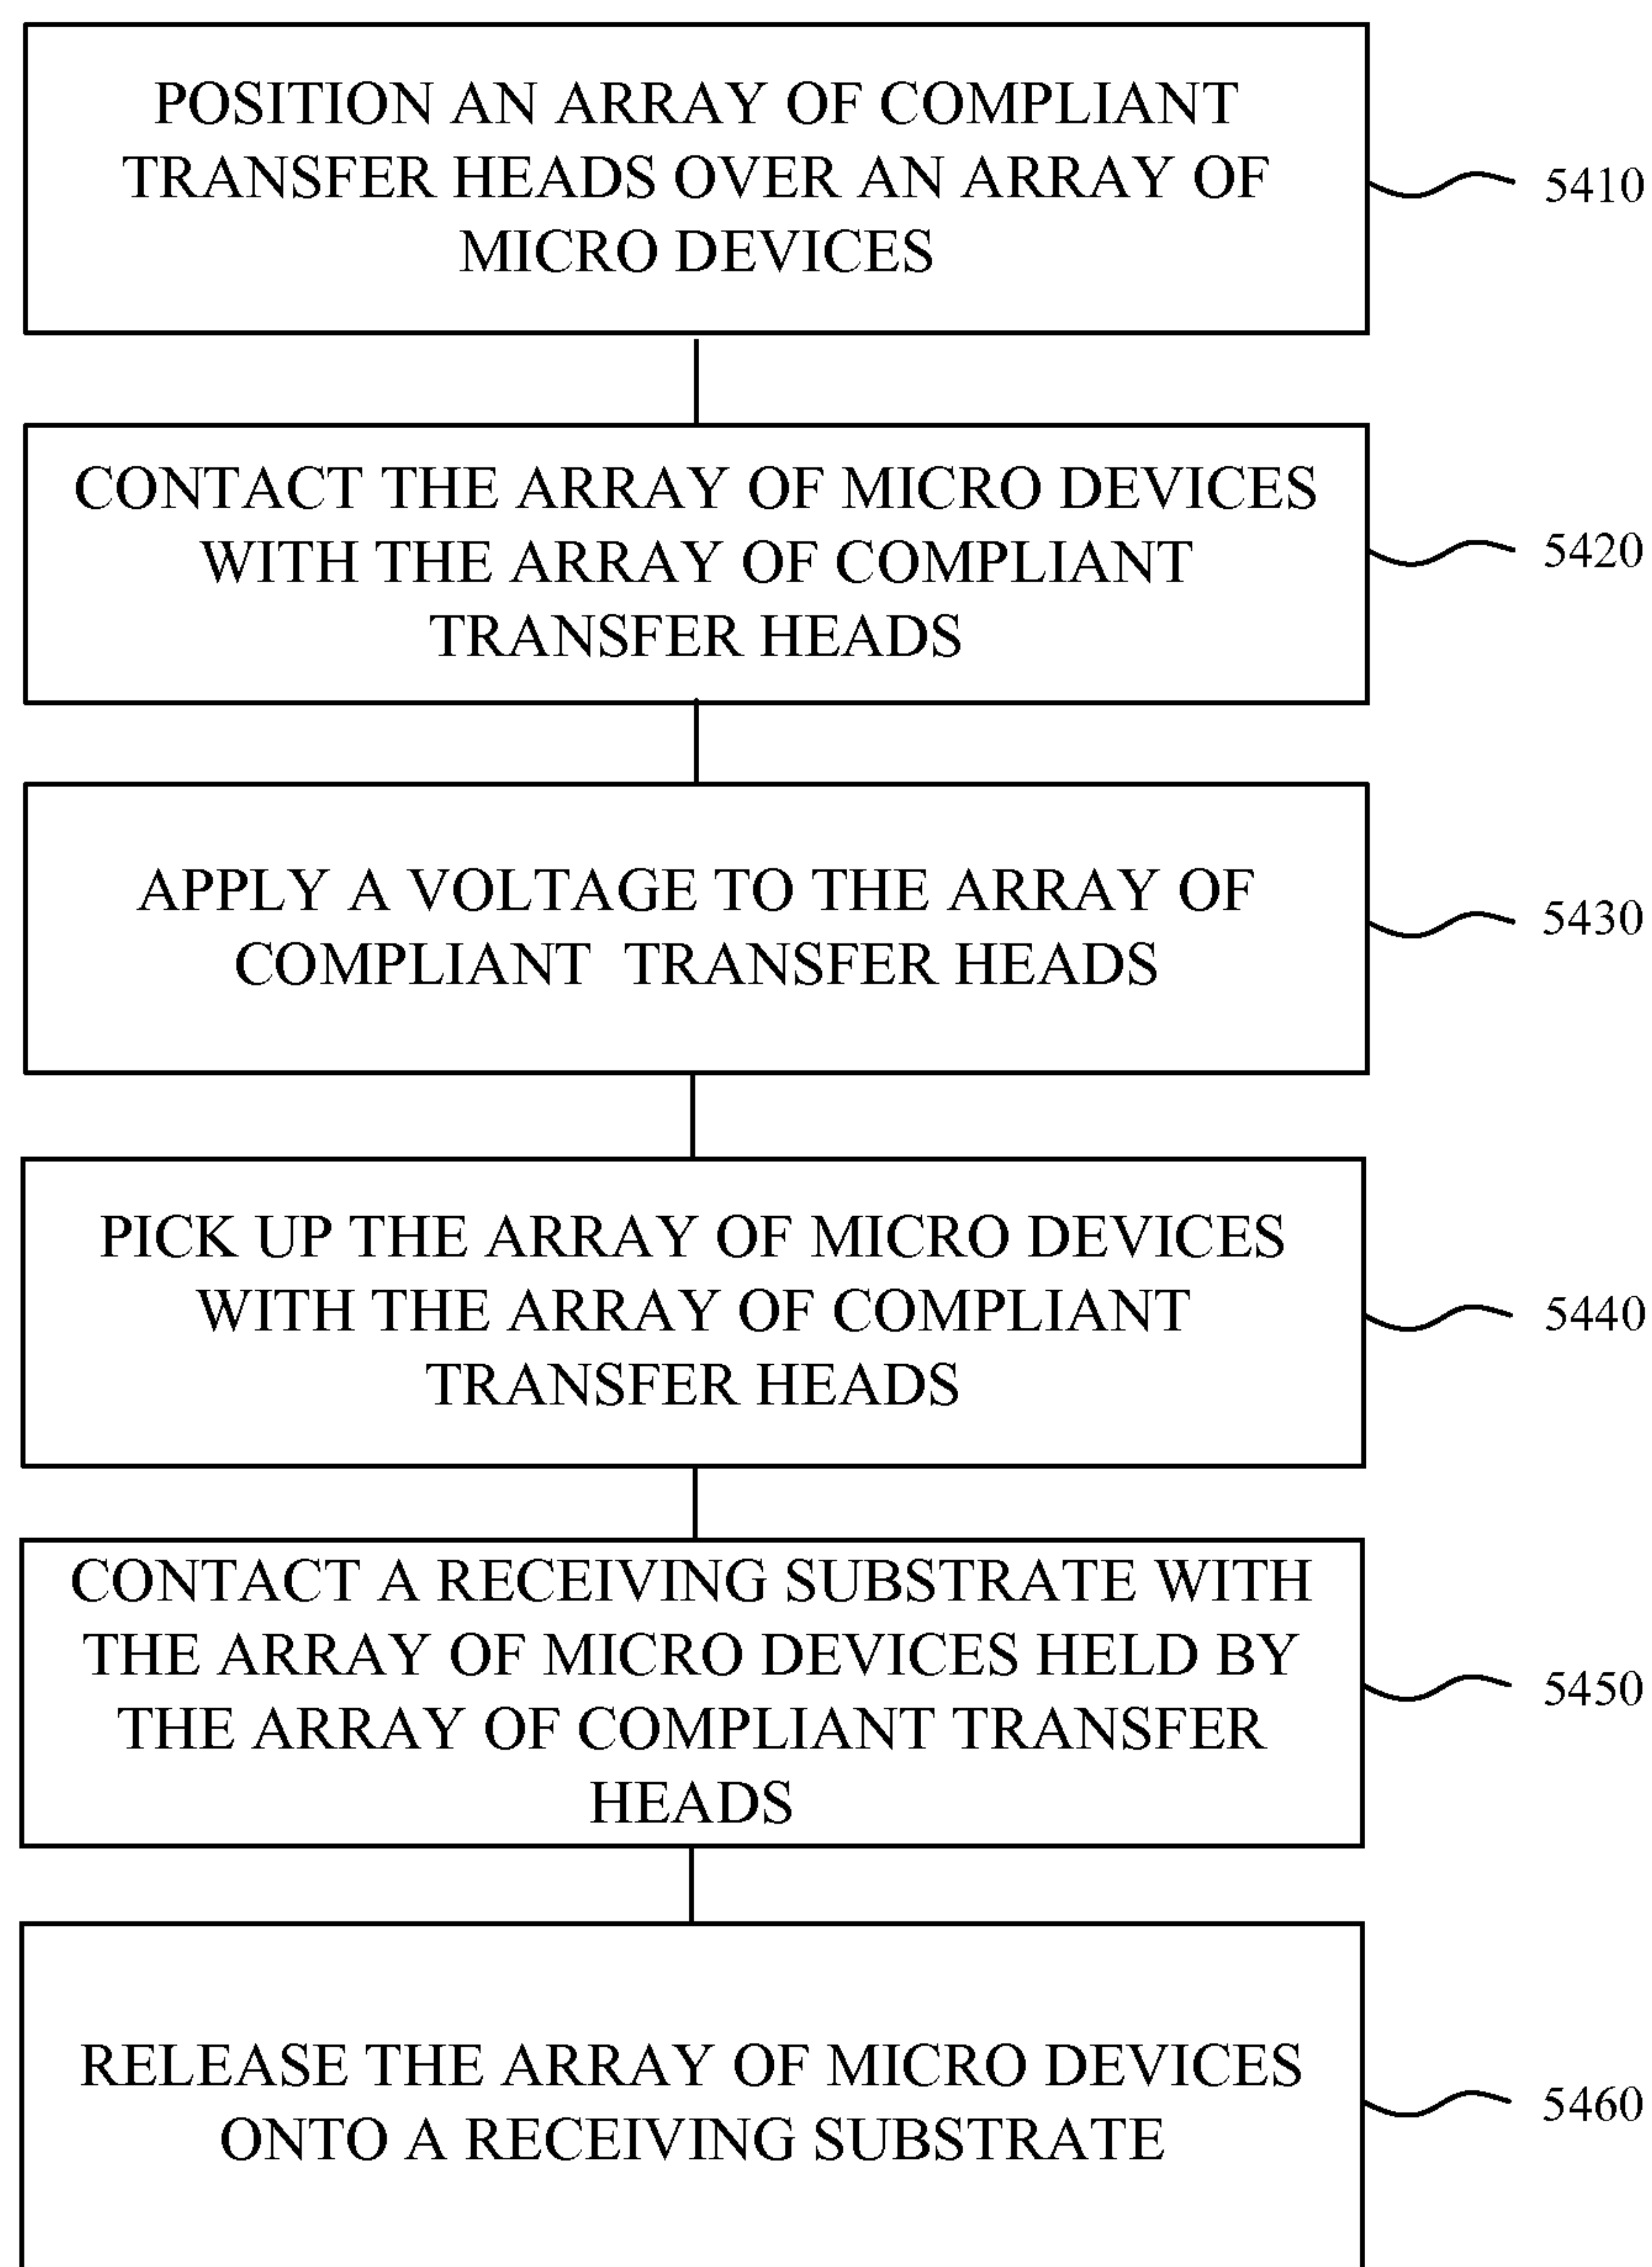 POSITION AN ARRAY OF COMPLIANT
TRANSFER HEADS OVER AN ARRAY OF
MICRO DEVICES
5410
CONTACT THE ARRAY OF MICRO DEVICES
WITH THE ARRAY OF COMPLIANT
TRANSFER HEADS
5420
APPLY A VOLTAGE TO THE ARRAY OF
COMPLIANT TRANSFER HEADS
5430
PICK UP THE ARRAY OF MICRO DEVICES
WITH THE ARRAY OF COMPLIANT
TRANSFER HEADS
5440
CONTACT A RECEIVING SUBSTRATE WITH
THE ARRAY OF MICRO DEVICES HELD BY
THE ARRAY OF COMPLIANT TRANSFER
HEADS
5450
RELEASE THE ARRAY OF MICRO DEVICES
ONTO A RECEIVING SUBSTRATE
5460